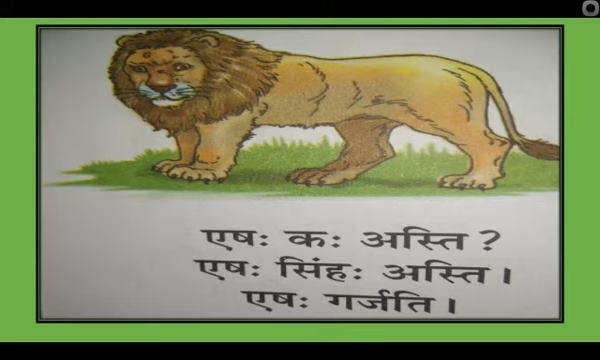 एषः कः अस्ति ?
एषः सिंहः अस्ति ।
एषः गर्जति ।